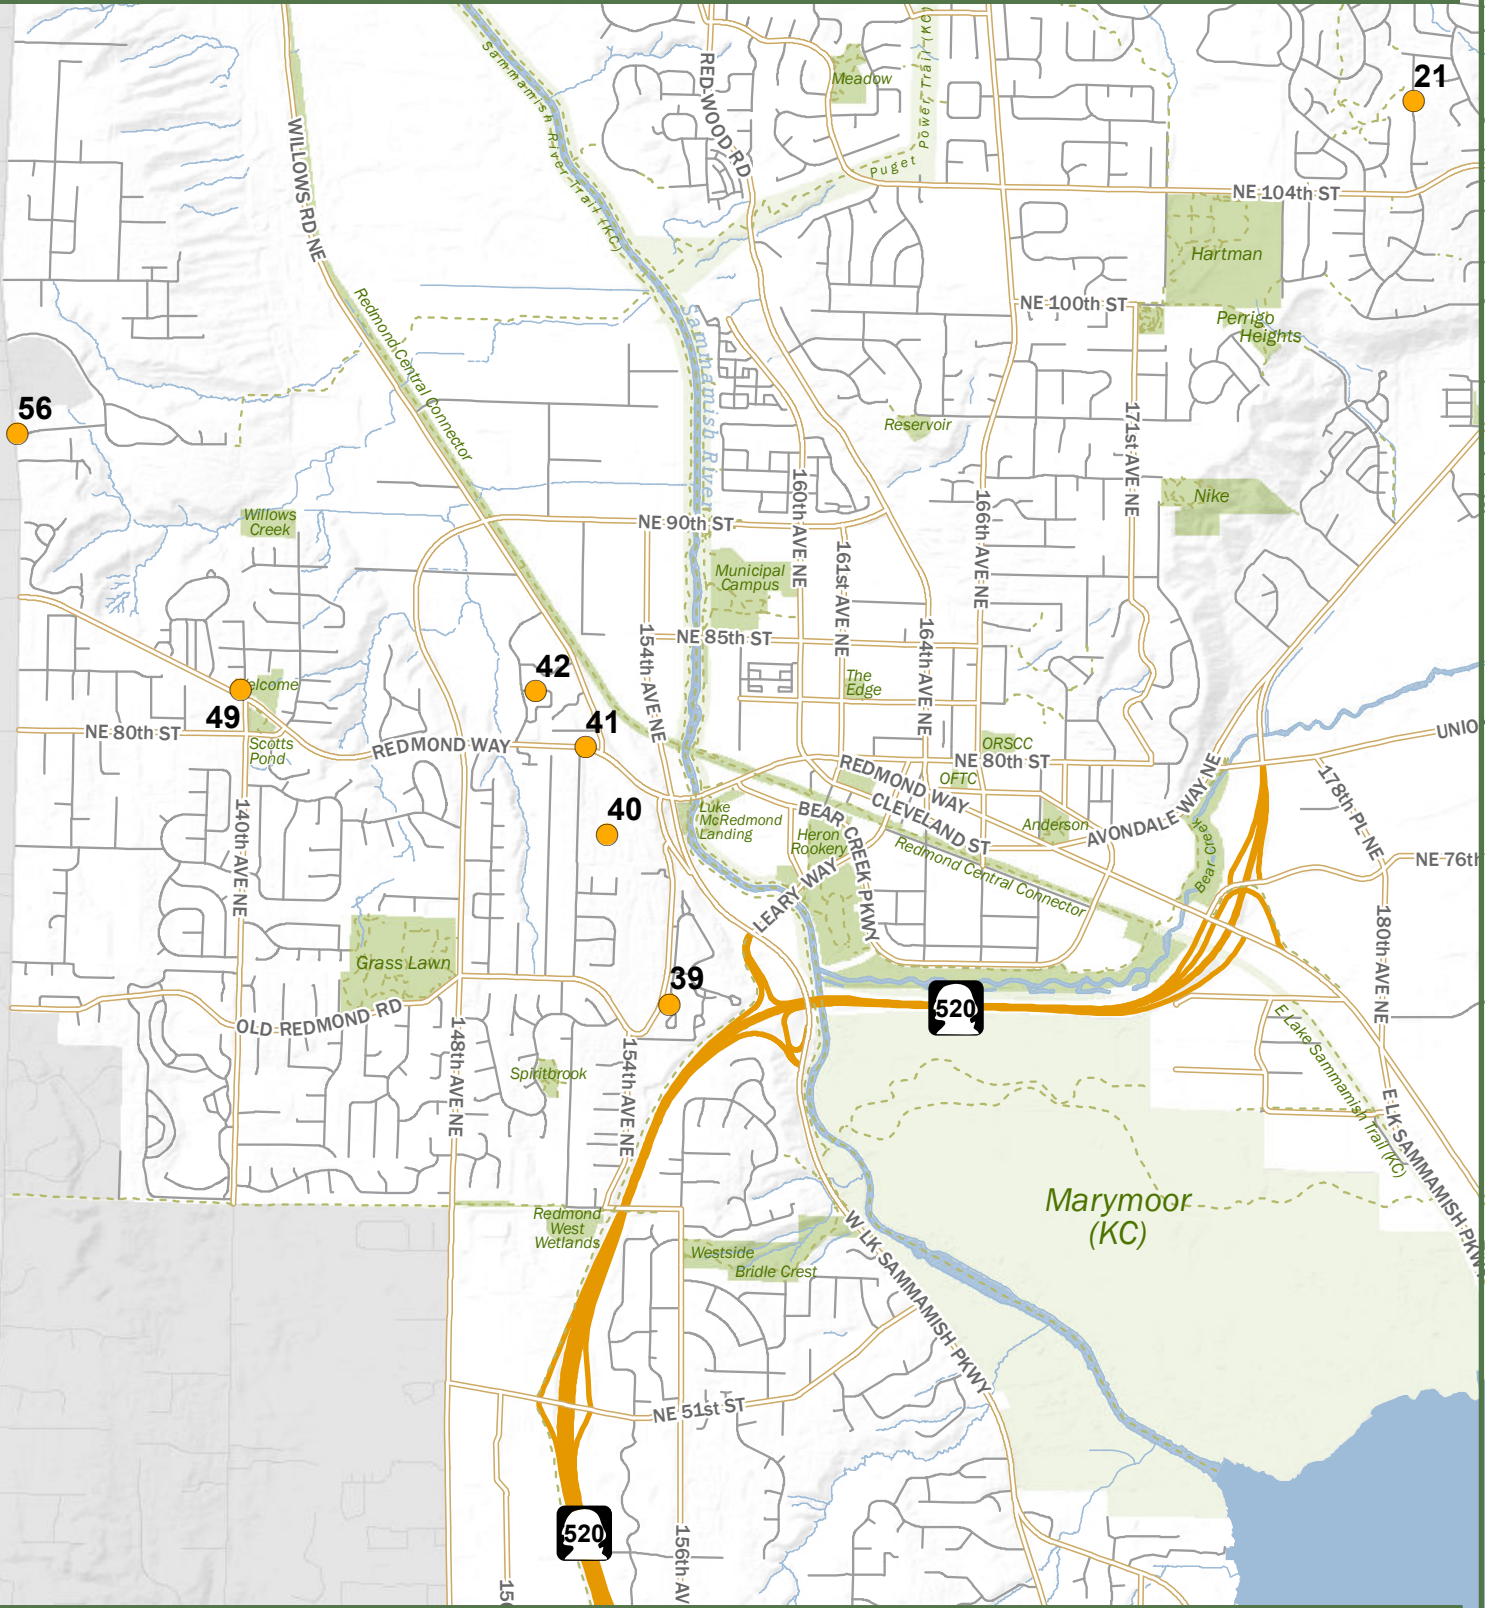 Sammamish River Trail (KC)
RED-WOOD RD
Meadow
Puget Power Trail (KC)
21
WILLOWS RD NE
NE 104th ST
Hartman
Redmond Central Connector
NE 100th ST
Perrigo
Heights
Sammamish River
56
Reservoir
171st AVE NE
160th AVE NE
166th AVE NE
Nike
Willows
Creek
NE 90th ST
161st AVE NE
Municipal
Campus
164th AVE NE
154th AVE NE
NE 85th ST
42
The
Edge
elcome
49
41
NE 80th ST
Scotts
Pond
REDMOND WAY
ORSCC
NE 80th ST
OFTC
UNIO
REDMOND WAY
CLEVELAND ST
178th PL NE
40
Luke
McRedmond
Landing
BEAR CREEK PKWY
Heron
Rookery
Anderson
AVONDALE WAY NE
140th AVE NE
Redmond Central Connector
Bear Creek
NE 76th
LEARY WAY
180th AVE NE
Grass Lawn
39
520
OLD REDMOND RD
148th AVE NE
154th AVE NE
E Lake Sammamish Trail (KC)
Spiritbrook
E LK SAMMAMISH PKWY
Marymoor
(KC)
Redmond
West
Wetlands
W LK SAMMAMISH PKWY
Westside
Bridle Crest
NE 51st ST
520
156th AV